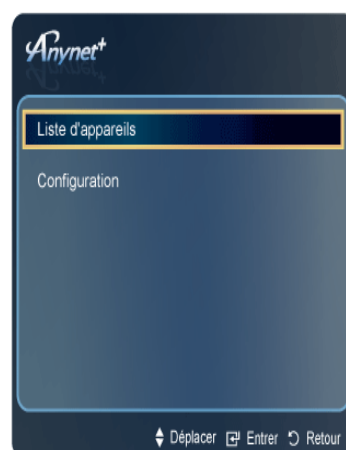 Anynet+
Liste d'appareils
Configuration
Déplacer Entrer Retour